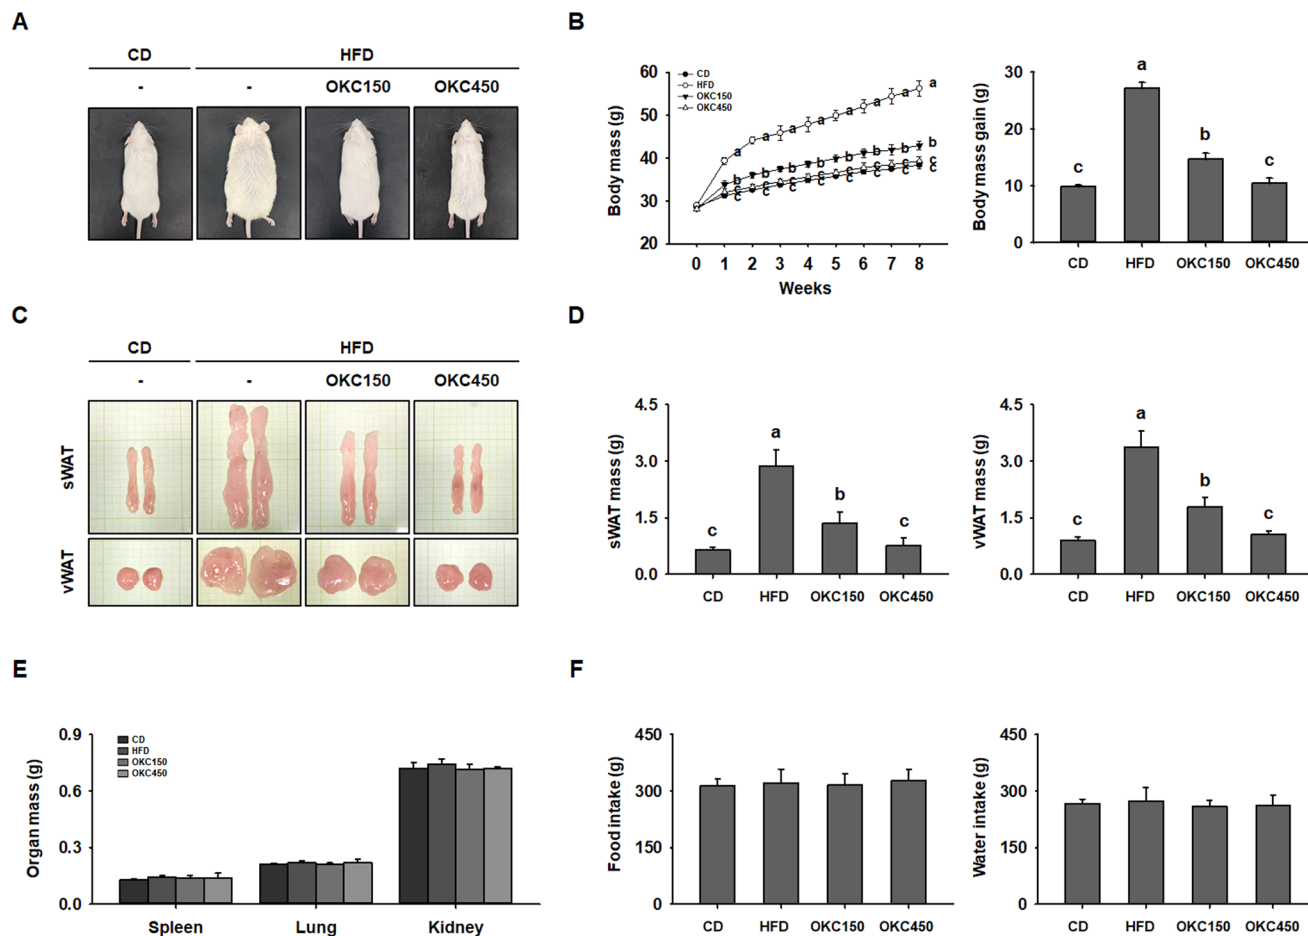 A
CD HFD
- - OKC150 OKC450
B
Body mass (g)
60
50
40
30
20
CD
HFD
OKC150
OKC450
a a a a a a a a
b b b b b b b b
c c c c c c c c
c c c c c c c c
0 1 2 3 4 5 6 7 8
Weeks
Body mass gain (g)
30
20
10
0
c a b c
CD HFD OKC150 OKC450
C
CD HFD
- - OKC150 OKC450
sWAT
vWAT
D
sWAT mass (g)
4.5
3.0
1.5
0.0
c a b c
CD HFD OKC150 OKC450
vWAT mass (g)
4.5
3.0
1.5
0.0
c a b c
CD HFD OKC150 OKC450
E
Organ mass (g)
0.9
0.6
0.3
0.0
CD
HFD
OKC150
OKC450
Spleen Lung Kidney
F
Food intake (g)
450
300
150
0
CD HFD OKC150 OKC450
Water intake (g)
450
300
150
0
CD HFD OKC150 OKC450